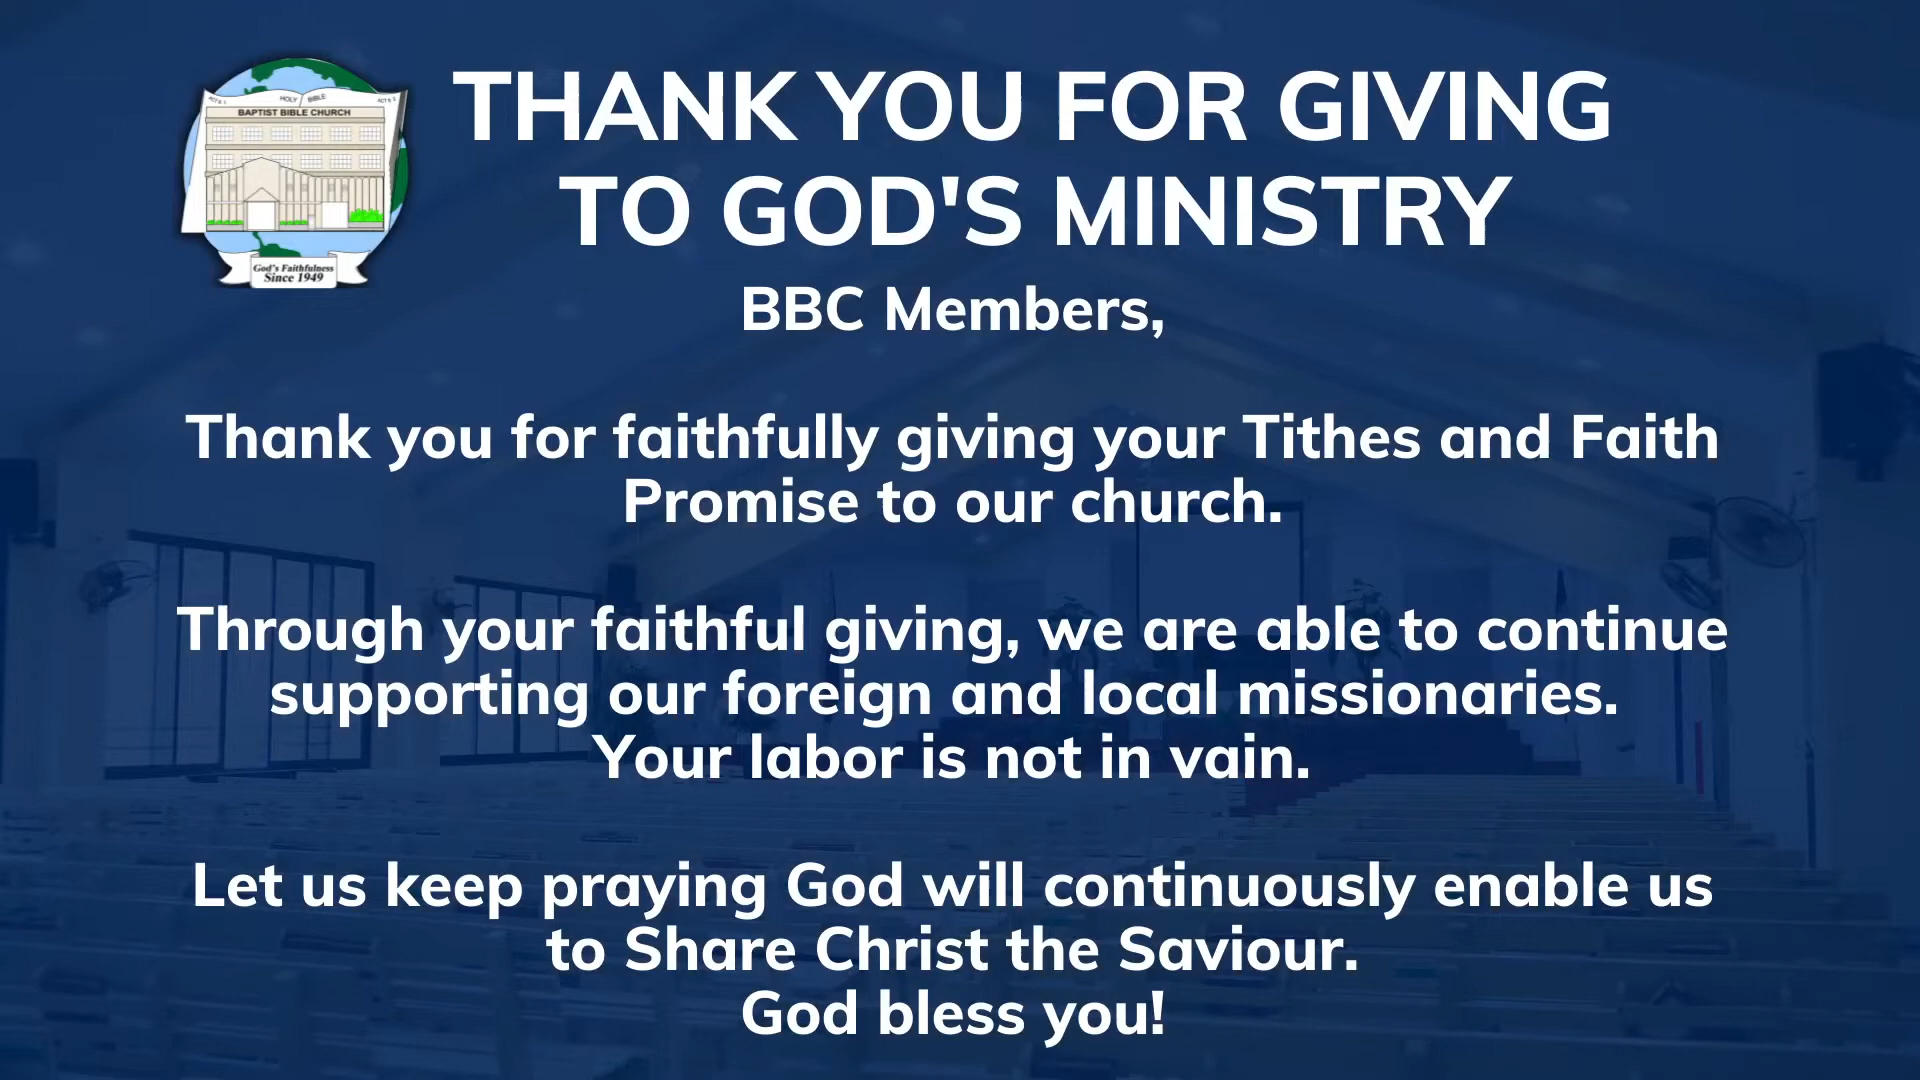 ACTS 1
HOLY BIBLE
BAPTIST BIBLE CHURCH
God's Faithfulness
Since 1949
THANK YOU FOR GIVING
TO GOD'S MINISTRY
BBC Members,
Thank you for faithfully giving your Tithes and Faith
Promise to our church.
Through your faithful giving, we are able to continue
supporting our foreign and local missionaries.
Your labor is not in vain.
Let us keep praying God will continuously enable us
to Share Christ the Saviour.
God bless you!